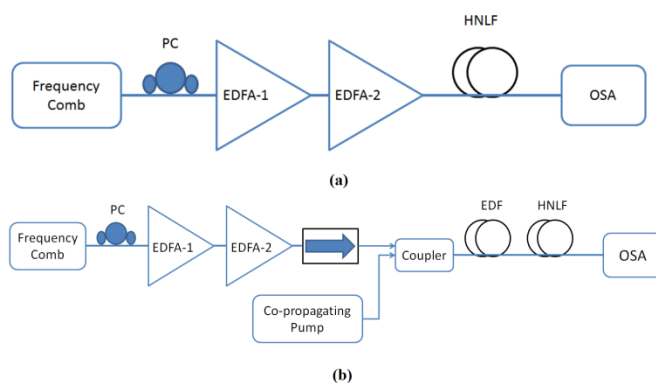 PC
HNLF
Frequency
Comb
EDFA-1
EDFA-2
OSA
(a)
PC
EDF
HNLF
Frequency
Comb
EDFA-1
EDFA-2
Coupler
OSA
Co-propagating
Pump
(b)